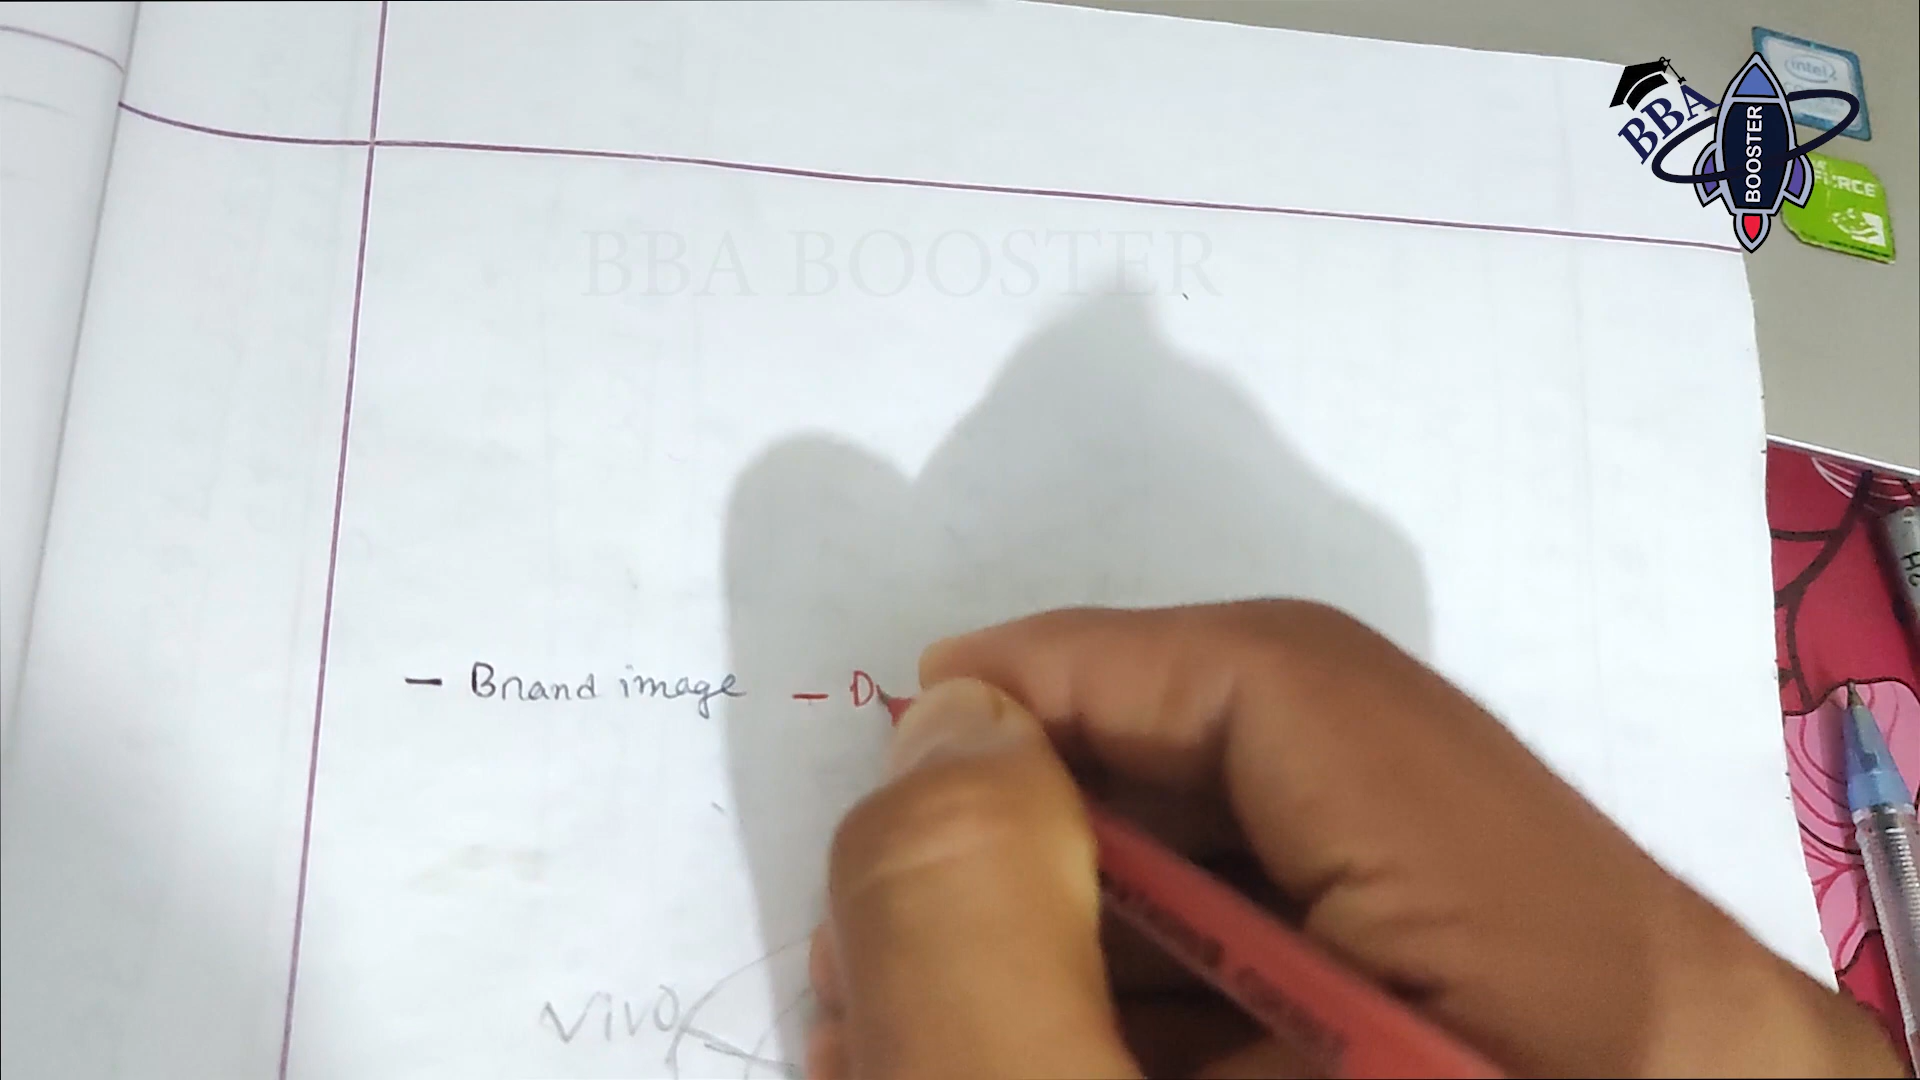 intel
BBA
BOOSTER
BBA BOOSTER
- Brand image - D
VIVO